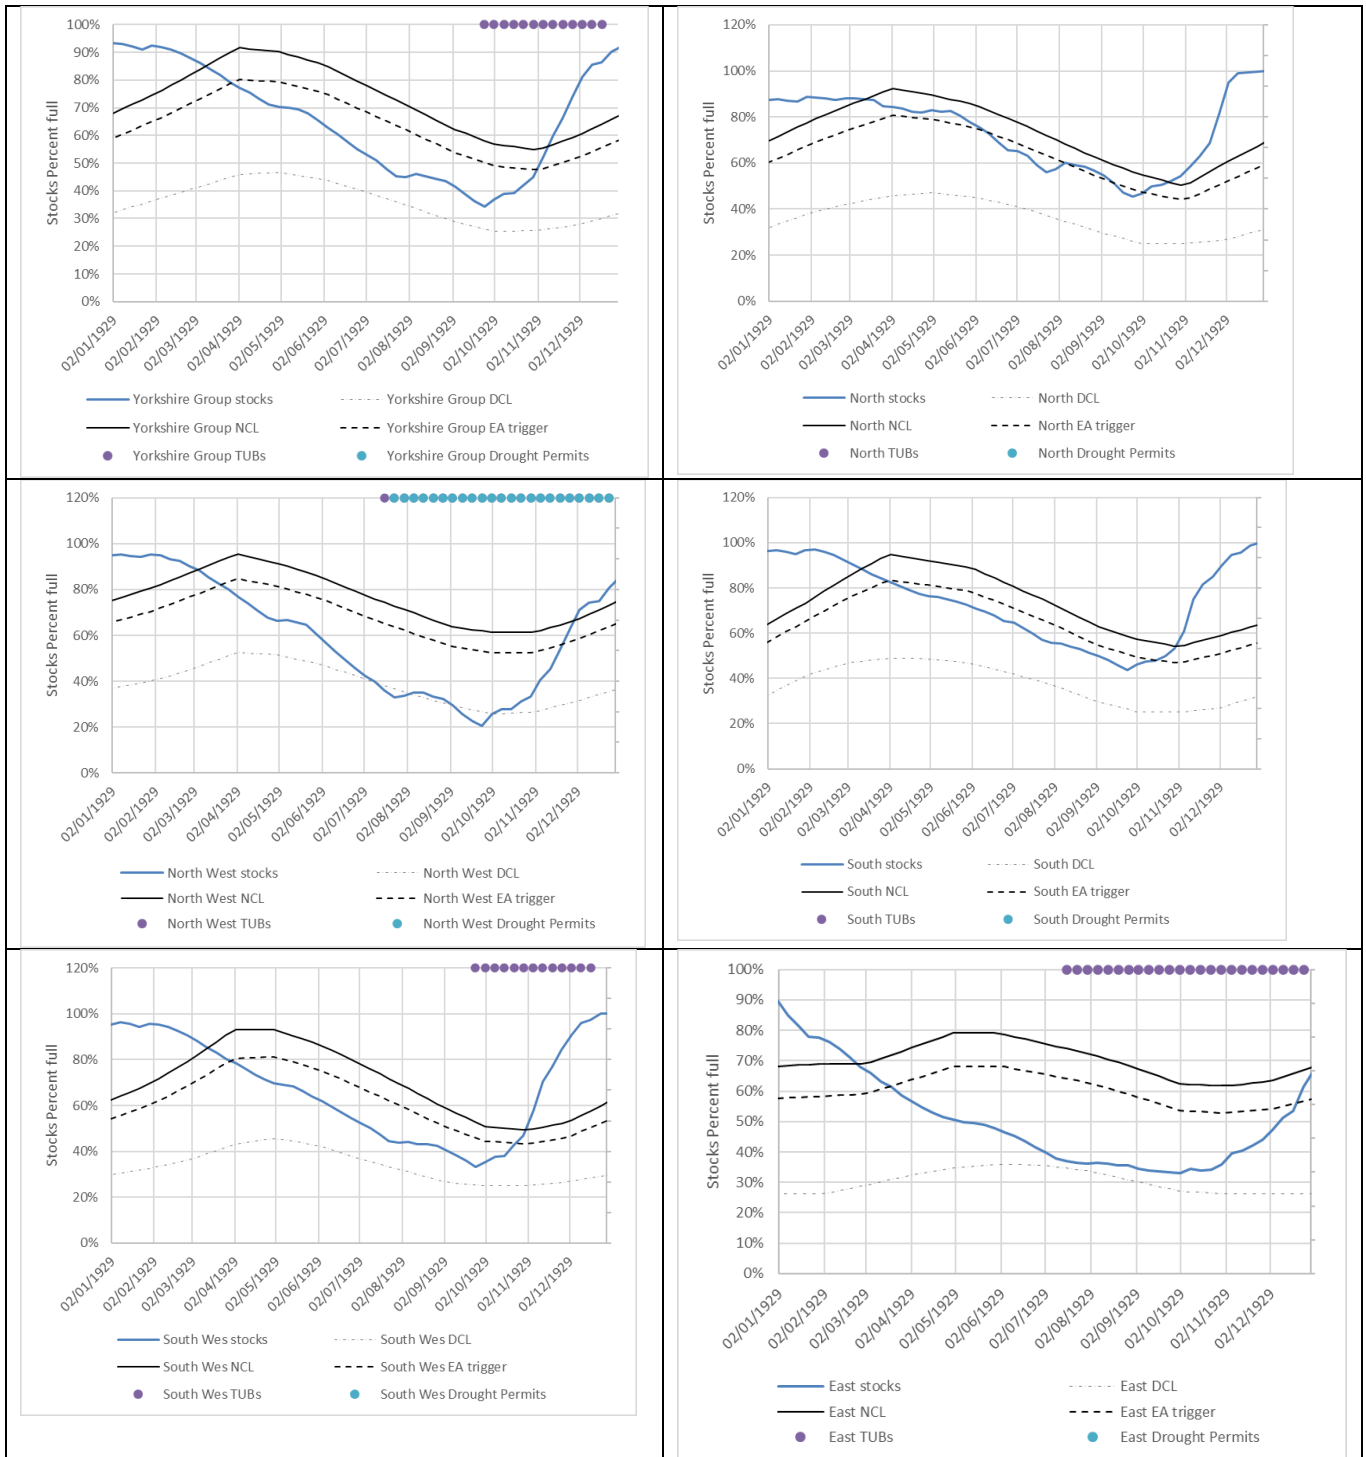 100%
90%
80%
70%
60%
50%
40%
30%
20%
10%
0%
Stocks Percent full
02/01/1929
02/02/1929
02/03/1929
02/04/1929
02/05/1929
02/06/1929
02/07/1929
02/08/1929
02/09/1929
02/10/1929
02/11/1929
02/12/1929
Yorkshire Group stocks
Yorkshire Group DCL
Yorkshire Group NCL
Yorkshire Group EA trigger
Yorkshire Group TUBs
Yorkshire Group Drought Permits
120%
100%
80%
60%
40%
20%
0%
Stocks Percent full
02/01/1929
02/02/1929
02/03/1929
02/04/1929
02/05/1929
02/06/1929
02/07/1929
02/08/1929
02/09/1929
02/10/1929
02/11/1929
02/12/1929
North stocks
North DCL
North NCL
North EA trigger
North TUBs
North Drought Permits
120%
100%
80%
60%
40%
20%
0%
Stocks Percent full
02/01/1929
02/02/1929
02/03/1929
02/04/1929
02/05/1929
02/06/1929
02/07/1929
02/08/1929
02/09/1929
02/10/1929
02/11/1929
02/12/1929
North West stocks
North West DCL
North West NCL
North West EA trigger
North West TUBs
North West Drought Permits
120%
100%
80%
60%
40%
20%
0%
Stocks Percent full
02/01/1929
02/02/1929
02/03/1929
02/04/1929
02/05/1929
02/06/1929
02/07/1929
02/08/1929
02/09/1929
02/10/1929
02/11/1929
02/12/1929
South stocks
South DCL
South NCL
South EA trigger
South TUBs
South Drought Permits
120%
100%
80%
60%
40%
20%
0%
Stocks Percent full
02/01/1929
02/02/1929
02/03/1929
02/04/1929
02/05/1929
02/06/1929
02/07/1929
02/08/1929
02/09/1929
02/10/1929
02/11/1929
02/12/1929
South Wes stocks
South Wes DCL
South Wes NCL
South Wes EA trigger
South Wes TUBs
South Wes Drought Permits
100%
90%
80%
70%
60%
50%
40%
30%
20%
10%
0%
Stocks Percent full
02/01/1929
02/02/1929
02/03/1929
02/04/1929
02/05/1929
02/06/1929
02/07/1929
02/08/1929
02/09/1929
02/10/1929
02/11/1929
02/12/1929
East stocks
East DCL
East NCL
East EA trigger
East TUBs
East Drought Permits